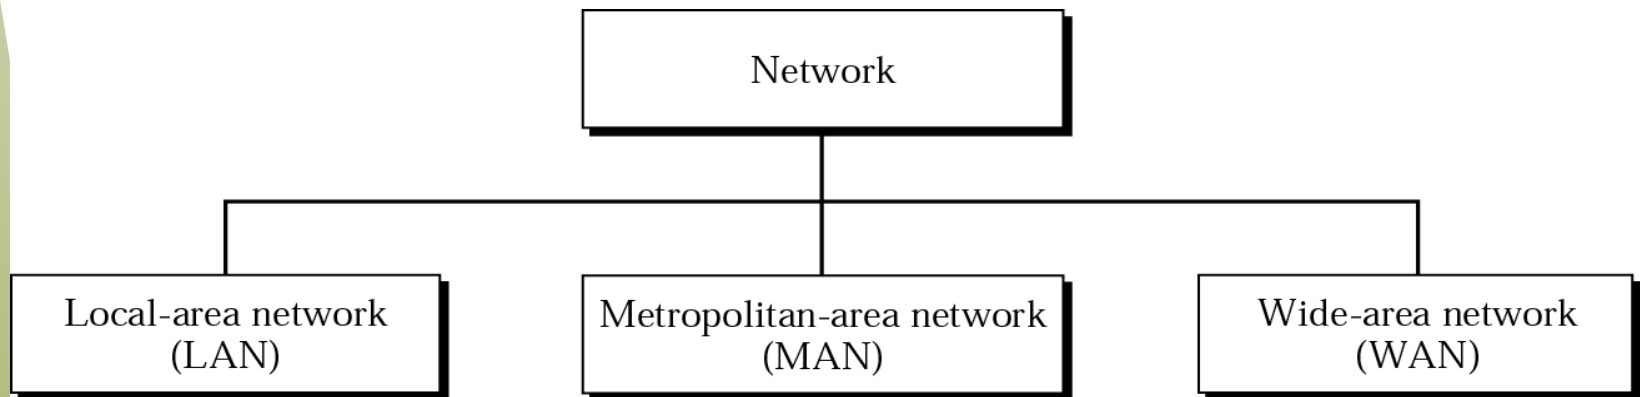 Network
Local-area network
(LAN)
Metropolitan-area network
(MAN)
Wide-area network
(WAN)